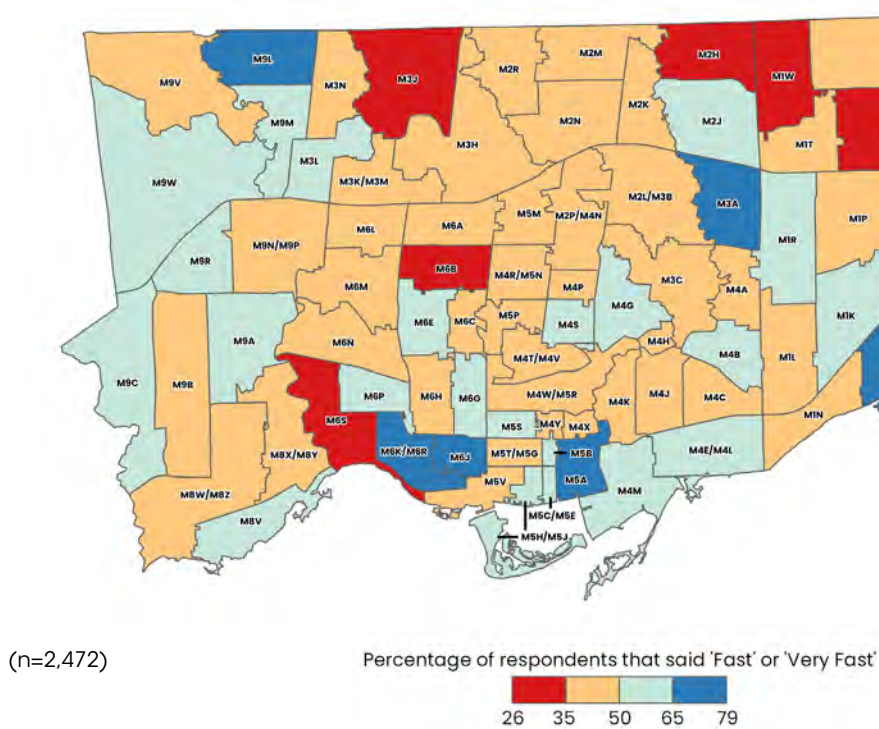 M9L
M3J
M2H
M2M
M2R
M1W
M9V
M3N
M2K
M9M
M2N
M2J
M3H
M1T
M3L
M9W
M3K/M3M
M2L/M3B
M3A
M5M
M2P/M4N
M1P
M6L
M6A
M1R
M9N/M9P
M9R
M6B
M4R/M5N
M3C
M6M
M4P
M4A
M4G
M5P
M1K
M6E
M6C
M4S
M9A
M6N
M4H
M4B
M4T/M4V
M1L
M9C
M9B
M6P
M6H
M6G
M4W/M5R
M4K
M4J
M4C
M1N
M6S
M5S
M4Y
M4X
M6K/M6R
M6J
M5T/M5G
M5B
M4E/M4L
M8X/M8Y
M5V
M5A
M4M
M8W/M8Z
M5C/M5E
M8V
M5H/M5J
(n=2,472)
Percentage of respondents that said 'Fast' or 'Very Fast'
26 35 50 65 79